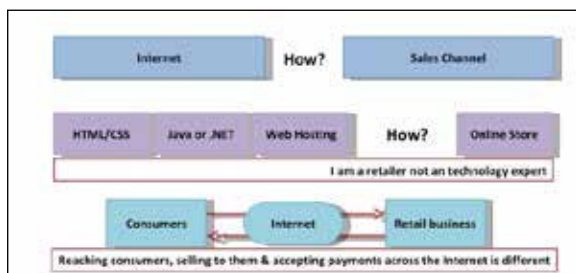 Internet How? Sales Channel
HTML/CSS Java or .NET Web Hosting How? Online Store
I am a retailer not an technology expert
Consumers Internet Retail business
Reaching consumers, selling to them & accepting payments across the Internet is different